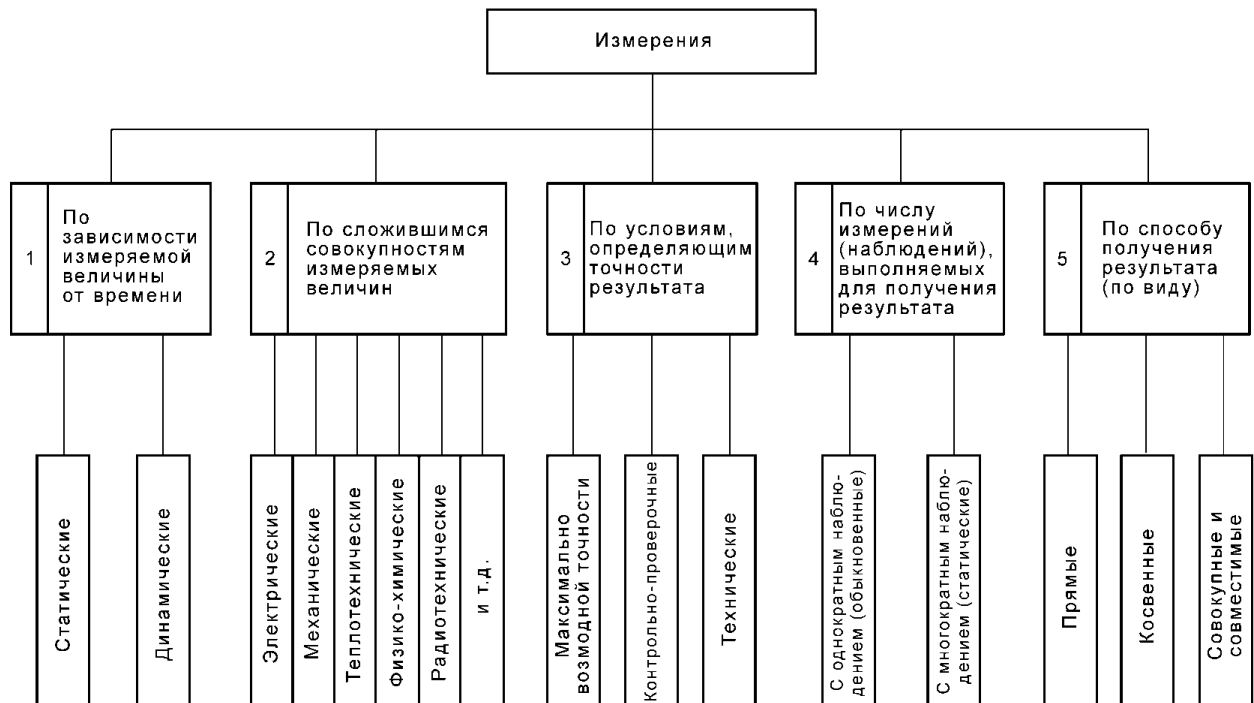 Измерения
1
По
зависимости
измеряемой
величины
от времени
2
По сложившимся
совокупностям
измеряемых
величин
3
По условиям,
определяющим
точности
результата
4
По числу
измерений
(наблюдений),
выполняемых
для получения
результата
5
По способу
получения
результата
(по виду)
Статические
Динамические
Электрические
Механические
Теплотехнические
Физико-химические
Радиотехнические
и т.д.
Максимально
возмодной точности
Контрольно-проверочные
Технические
С однократным наблю-
дением (обыкновенные)
С многократным наблю-
дением (статические)
Прямые
Косвенные
Совокупные и
совместимые